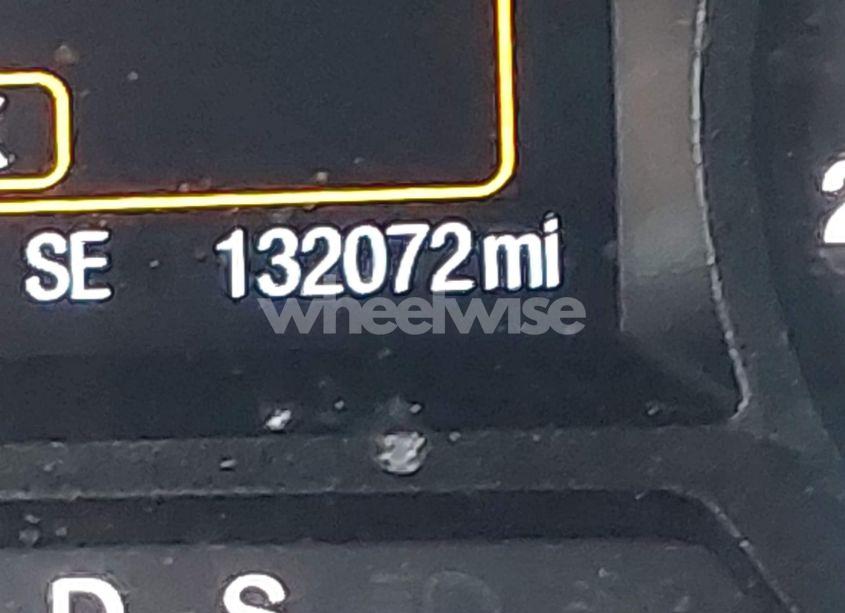 SE 132072mi
wheelwise
D S